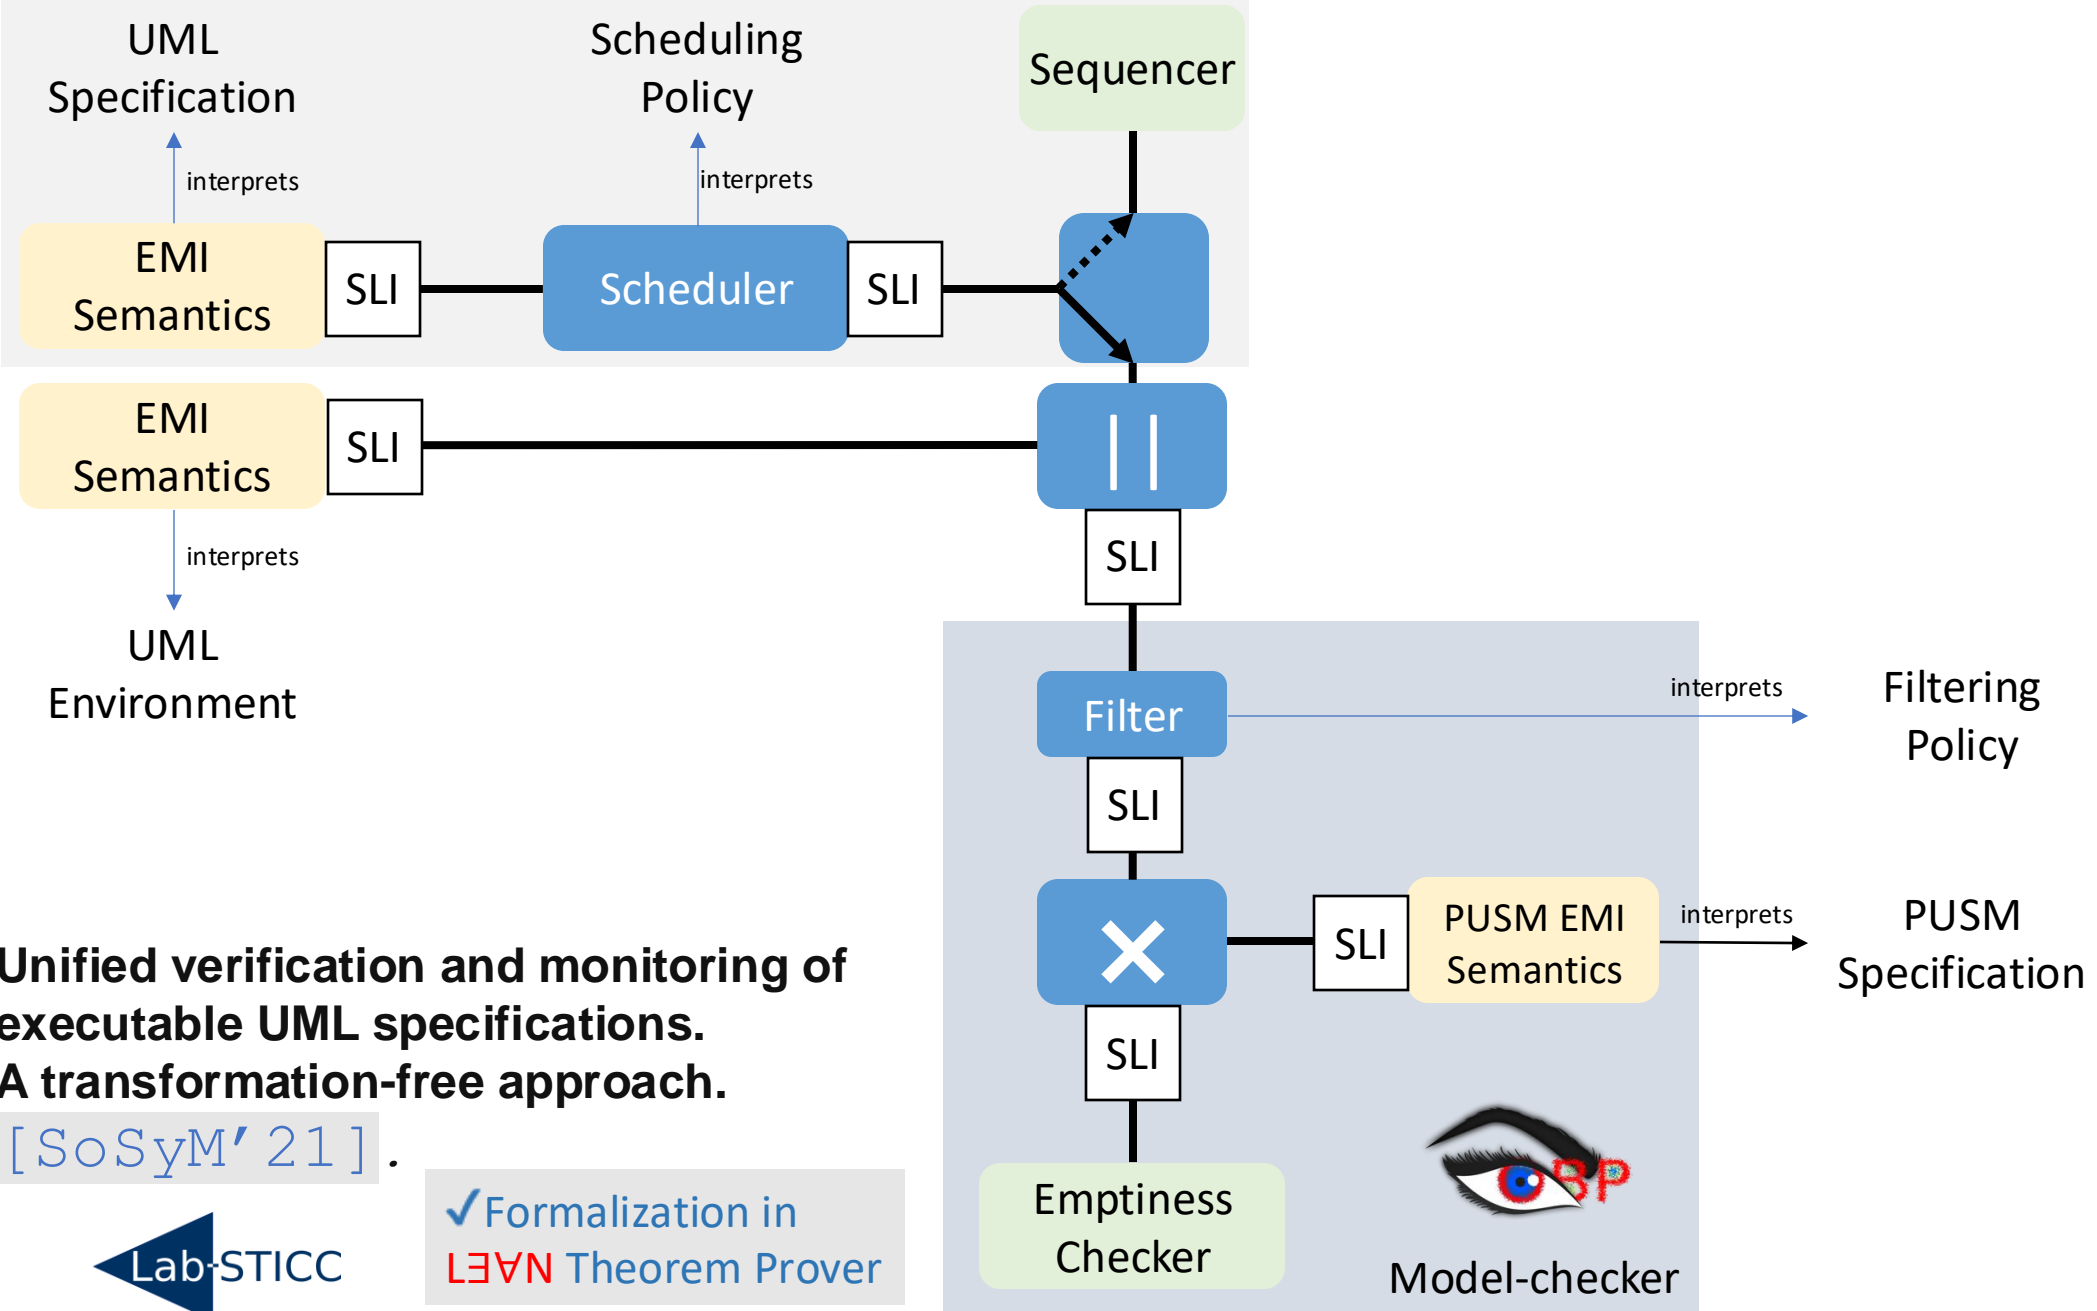 UML
Specification
Scheduling
Policy
Sequencer
interprets
interprets
EMI
Semantics
SLI
Scheduler
SLI
EMI
Semantics
SLI
||
SLI
interprets
UML
Environment
Filter
interprets
Filtering
Policy
SLI
×
SLI
PUSM EMI
Semantics
interprets
PUSM
Specification
SLI
Unified verification and monitoring of
executable UML specifications.
A transformation-free approach.
[SoSyM'21].
Emptiness
Checker
BP
Model-checker
✓Formalization in
L∃∀N Theorem Prover
Lab-STICC